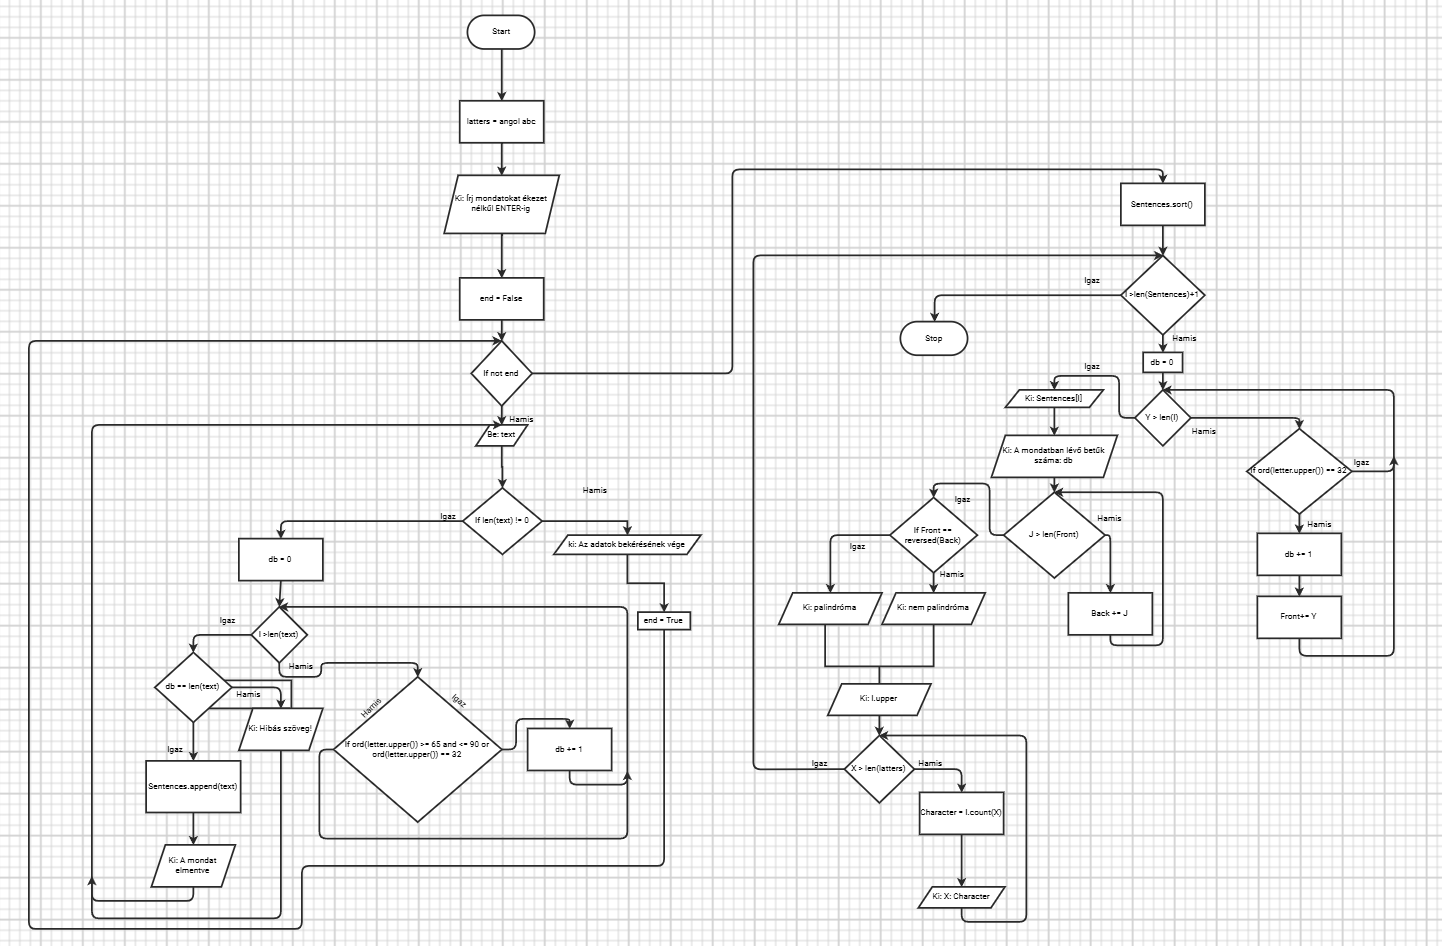 Start
latters = angol abc
Ki: Írj mondatokat ékezet
nélkűl ENTER-ig
end = False
If not end
Hamis
Be: text
Hamis
If len(text) != 0
Igaz
ki: Az adatok bekérésének vége
db = 0
end = True
Igaz
I >len(text)
Hamis
db == len(text)
Hamis
Ki: Hibás szöveg!
Igaz
Sentences.append(text)
Ki: A mondat
elmentve
Hamis
Igaz
If ord(letter.upper()) >= 65 and <= 90 or
ord(letter.upper()) == 32
db += 1
Sentences.sort()
Igaz
I >len(Sentences)+1
Stop
Hamis
db = 0
Igaz
Y > len(I)
Hamis
Ki: Sentences[I]
Ki: A mondatban lévő betűk
száma: db
If ord(letter.upper()) == 32
Igaz
Hamis
db += 1
Front+= Y
Igaz
J > len(Front)
Hamis
Back += J
If Front ==
reversed(Back)
Igaz
Hamis
Ki: palindróma
Ki: nem palindróma
Ki: I.upper
Igaz
X > len(latters)
Hamis
Character = I.count(X)
Ki: X: Character